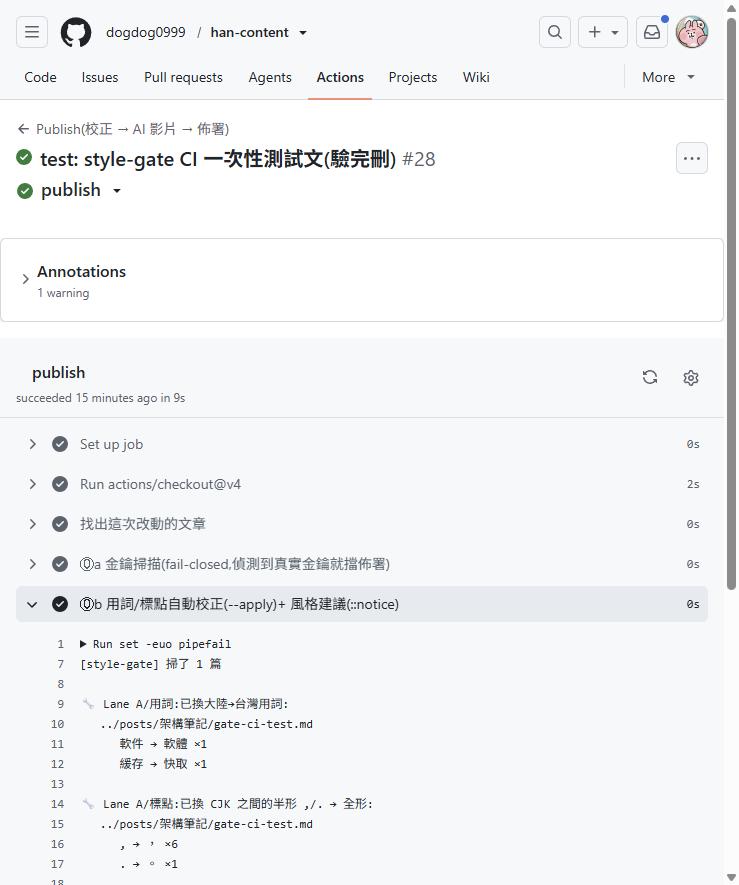 dogdog0999 / han-content
Code Issues Pull requests Agents Actions Projects Wiki More
← Publish(校正 → AI 影片 → 佈署)
test: style-gate CI 一次性測試文(驗完刪) #28
publish
Annotations
1 warning
publish
succeeded 15 minutes ago in 9s
Set up job 0s
Run actions/checkout@v4 2s
找出這次改動的文章 0s
⓪a 金鑰掃描(fail-closed,偵測到真實金鑰就擋佈署) 0s
⓪b 用詞/標點自動校正(--apply)+ 風格建議(::notice) 0s
1 ▶ Run set -euo pipefail
7 [style-gate] 掃了 1 篇
8
9 🔧 Lane A/用詞:已換大陸→台灣用詞:
10 ../posts/架構筆記/gate-ci-test.md
11 軟件 → 軟體 ×1
12 緩存 → 快取 ×1
13
14 🔧 Lane A/標點:已換 CJK 之間的半形 ,/. → 全形:
15 ../posts/架構筆記/gate-ci-test.md
16 , → , ×6
17 . → 。 ×1
18